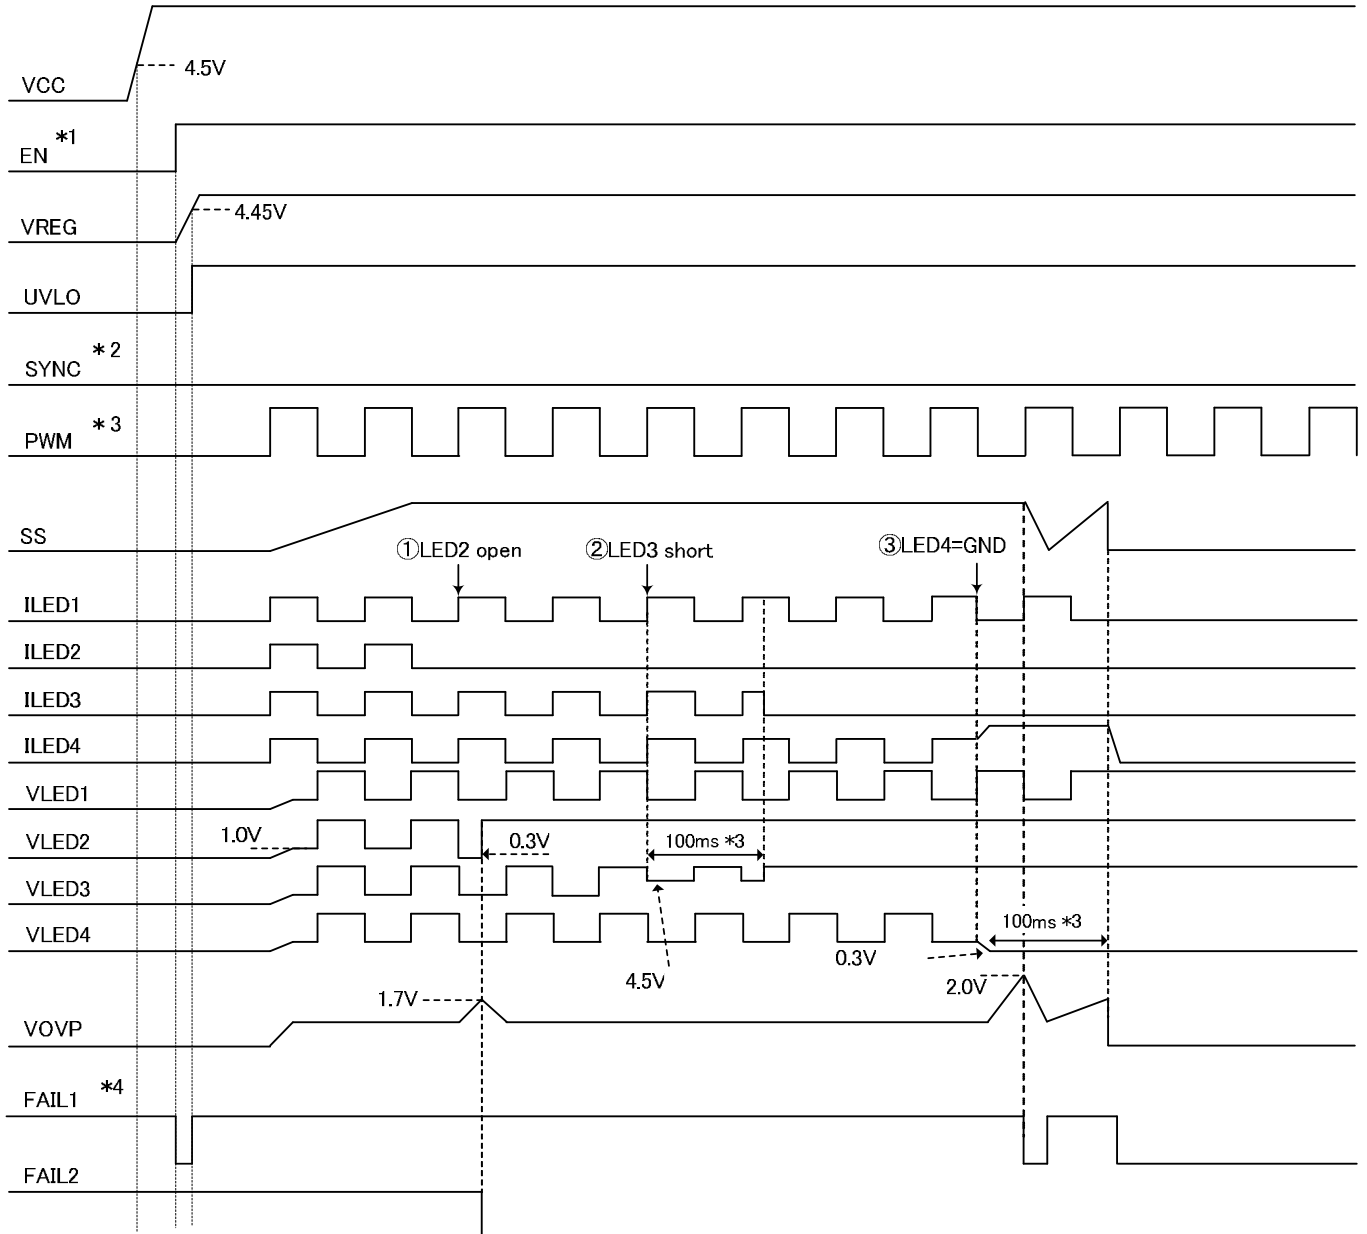 4.5V
VCC
*1
EN
4.45V
VREG
UVLO
*2
SYNC
*3
PWM
SS
①LED2 open
②LED3 short
③LED4=GND
ILED1
ILED2
ILED3
ILED4
VLED1
1.0V
VLED2
0.3V
100ms *3
VLED3
VLED4
100ms *3
0.3V
4.5V
2.0V
1.7V
VOVP
*4
FAIL1
FAIL2